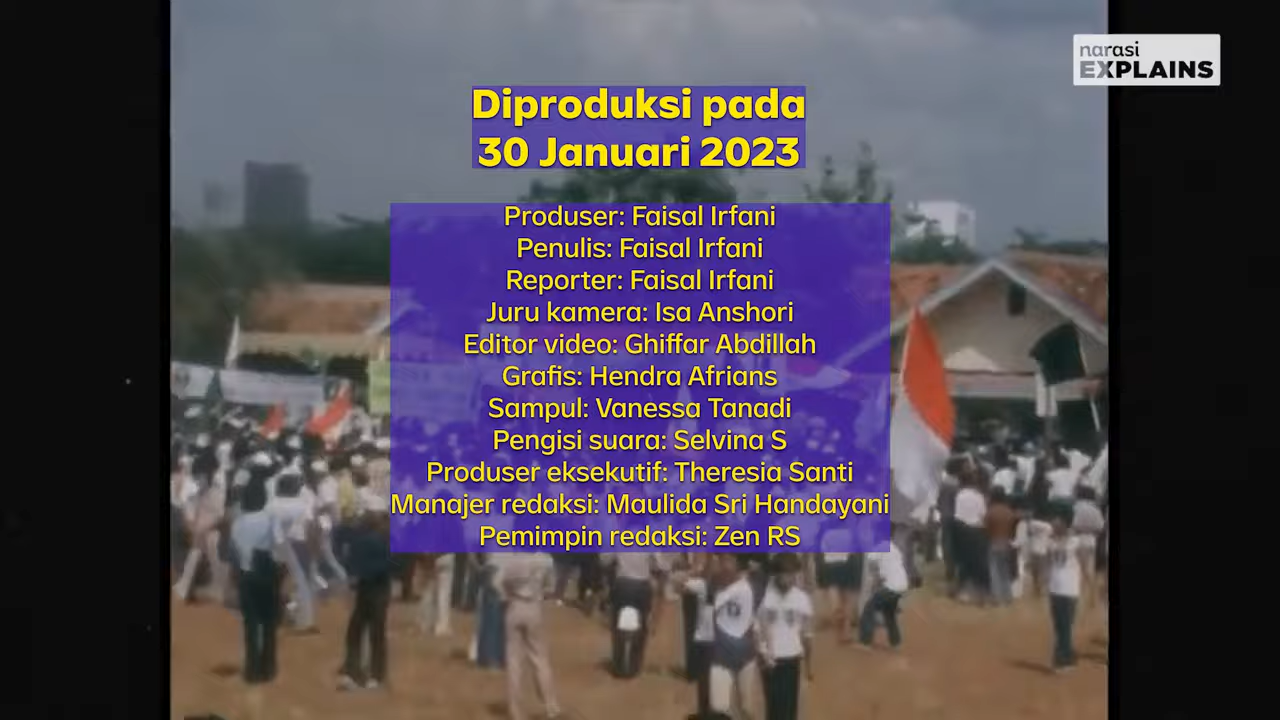 narasi
EXPLAINS
Diproduksi pada
30 Januari 2023
Produser: Faisal Irfani
Penulis: Faisal Irfani
Reporter: Faisal Irfani
Juru kamera: Isa Anshori
Editor video: Ghiffar Abdillah
Grafis: Hendra Afrians
Sampul: Vanessa Tanadi
Pengisi suara: Selvina S
Produser eksekutif: Theresia Santi
Manajer redaksi: Maulida Sri Handayani
Pemimpin redaksi: Zen RS